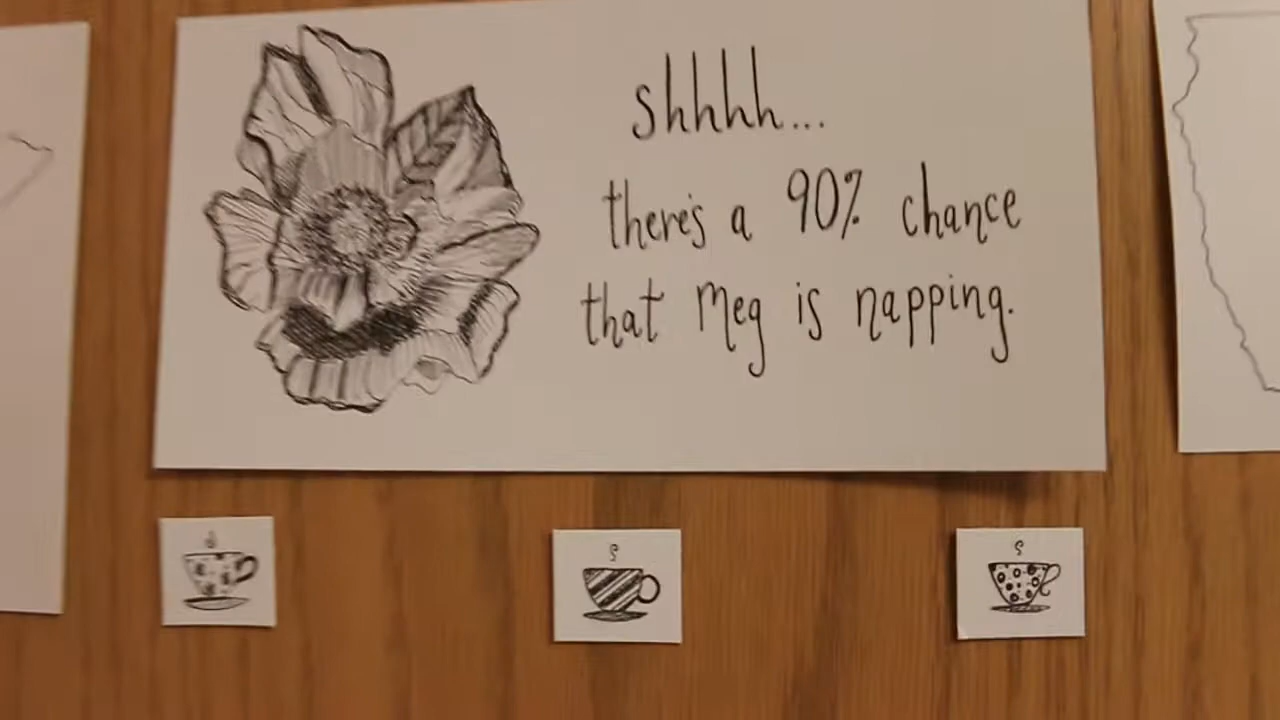 shhhh...
there's a 90% chance
that Meg is napping.